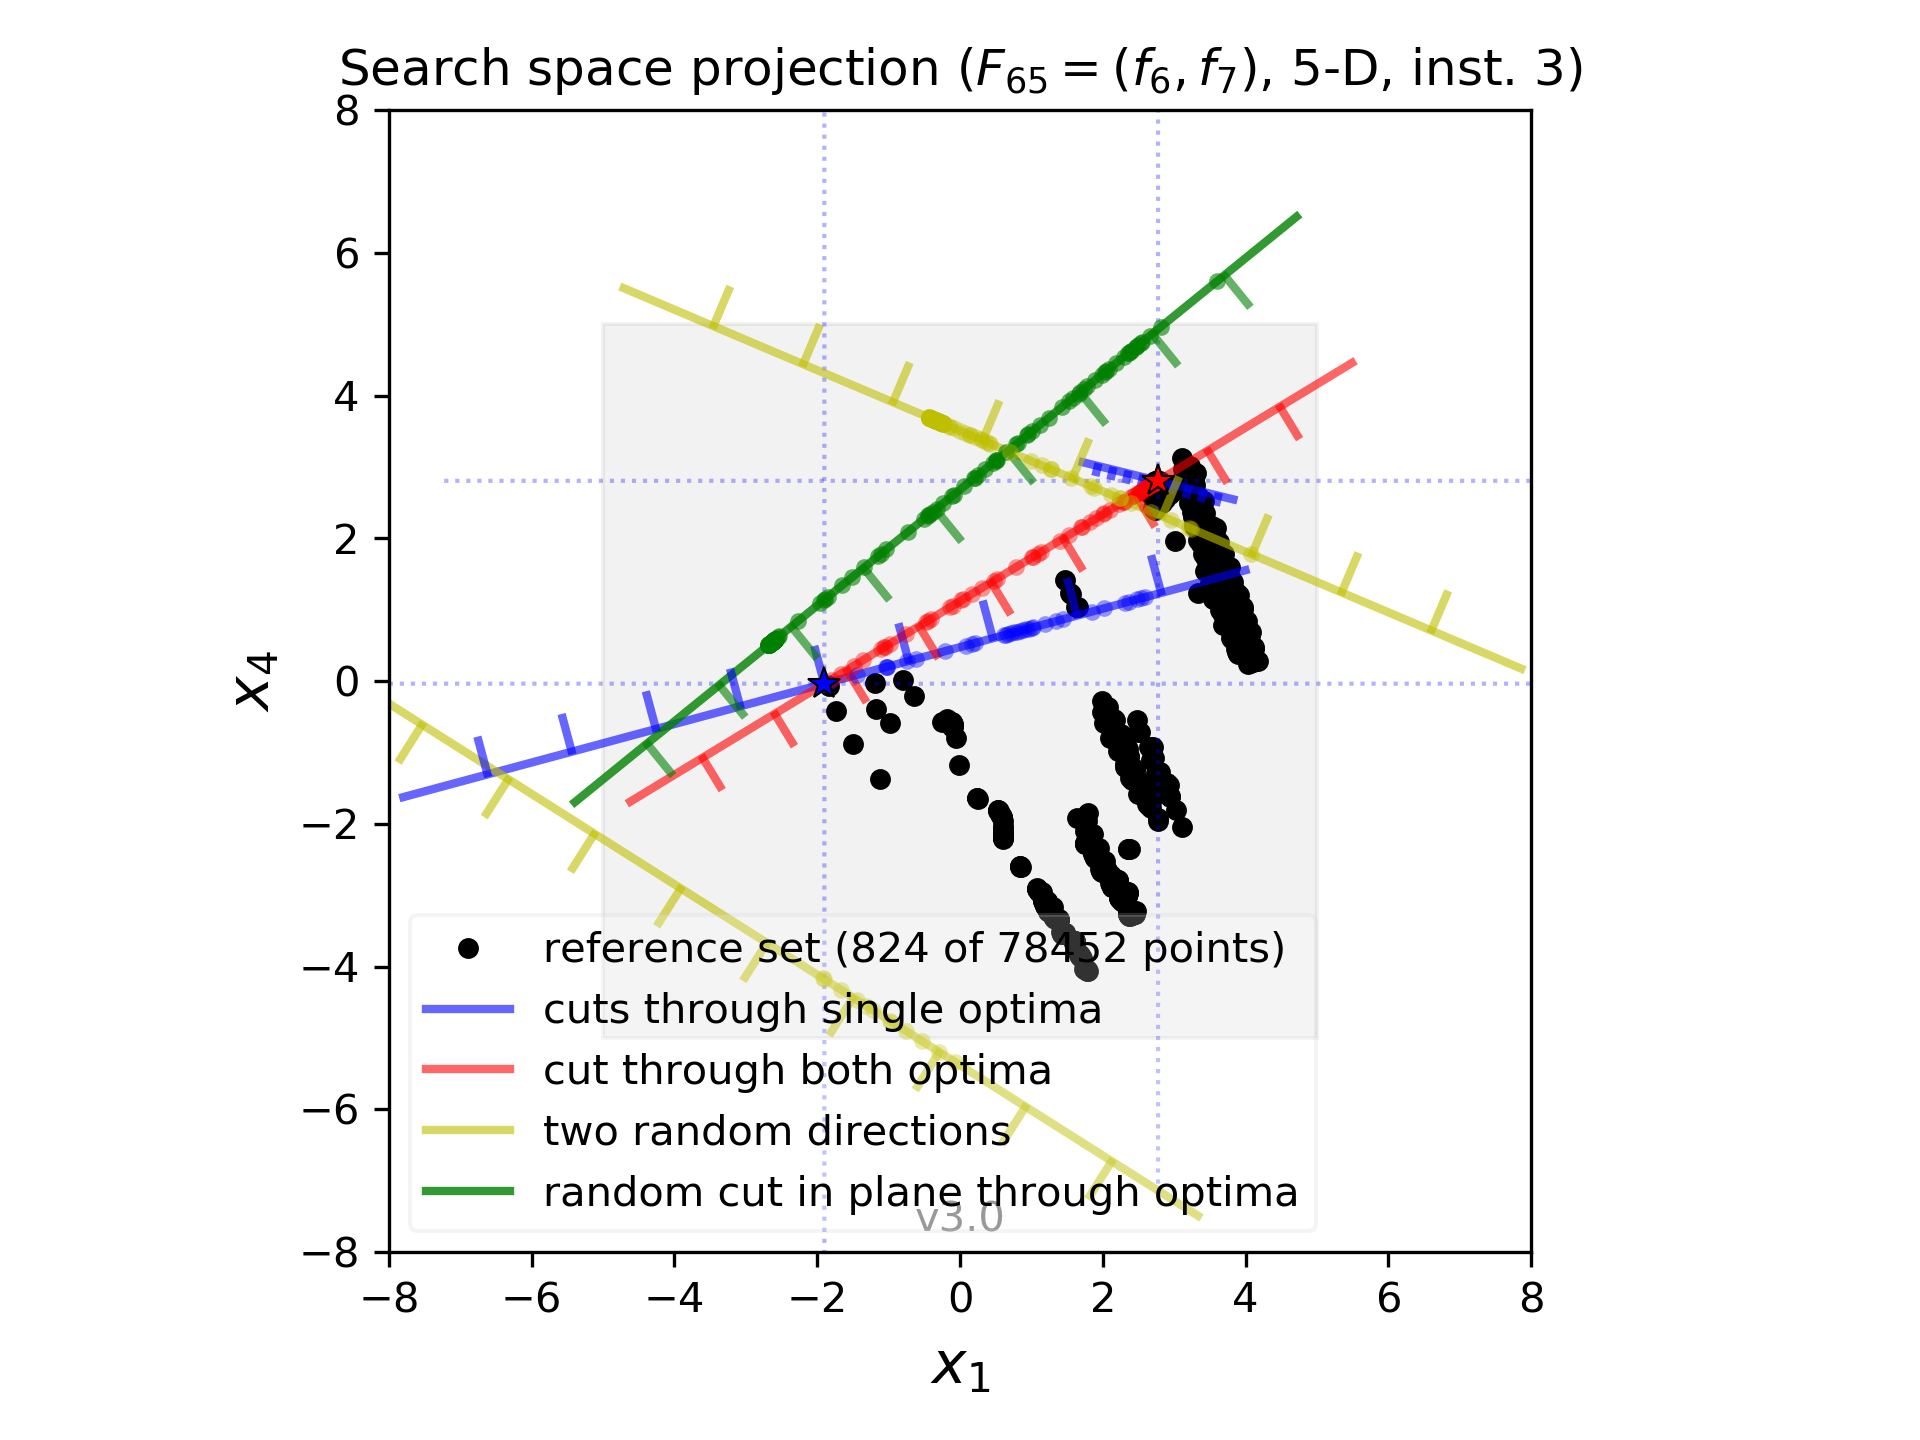 Search space projection (F₆₅ = (f₆, f₇), 5-D, inst. 3)
8
6
4
2
0
−2
−4
−6
−8
x₄
reference set (824 of 78452 points)
cuts through single optima
cut through both optima
two random directions
random cut in plane through optima
v3.0
−8 −6 −4 −2 0 2 4 6 8
x₁